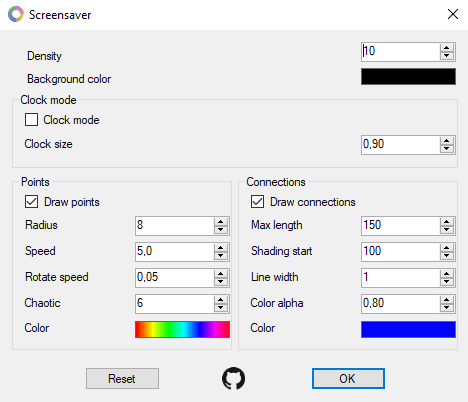 Screensaver
Density 10
Background color
Clock mode
Clock mode
Clock size 0,90
Points
Draw points
Radius 8
Speed 5,0
Rotate speed 0,05
Chaotic 6
Color
Connections
Draw connections
Max length 150
Shading start 100
Line width 1
Color alpha 0,80
Color
Reset
OK